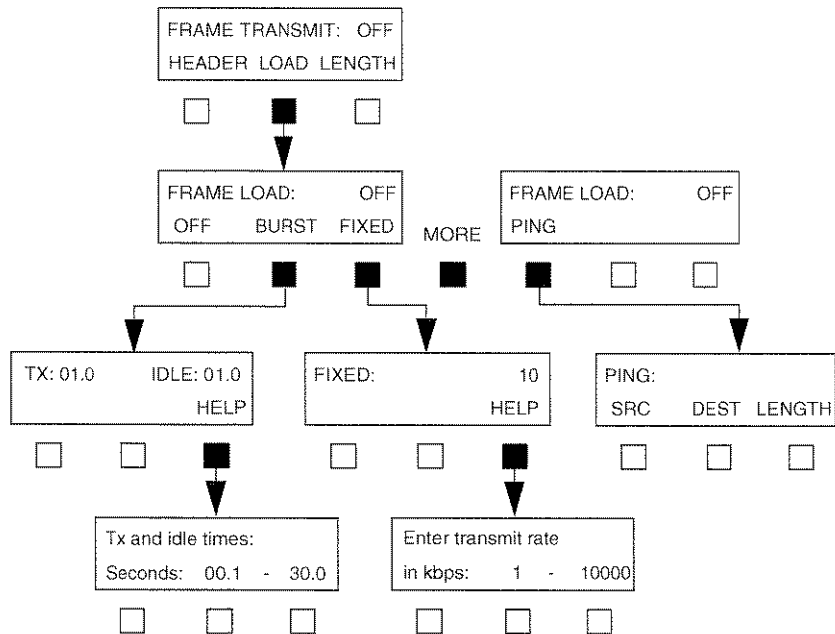 FRAME TRANSMIT: OFF
HEADER LOAD LENGTH
FRAME LOAD: OFF
OFF BURST FIXED
MORE
FRAME LOAD: OFF
PING
TX: 01.0 IDLE: 01.0
HELP
FIXED: 10
HELP
PING:
SRC DEST LENGTH
Tx and idle times:
Seconds: 00.1 - 30.0
Enter transmit rate
in kbps: 1 - 10000